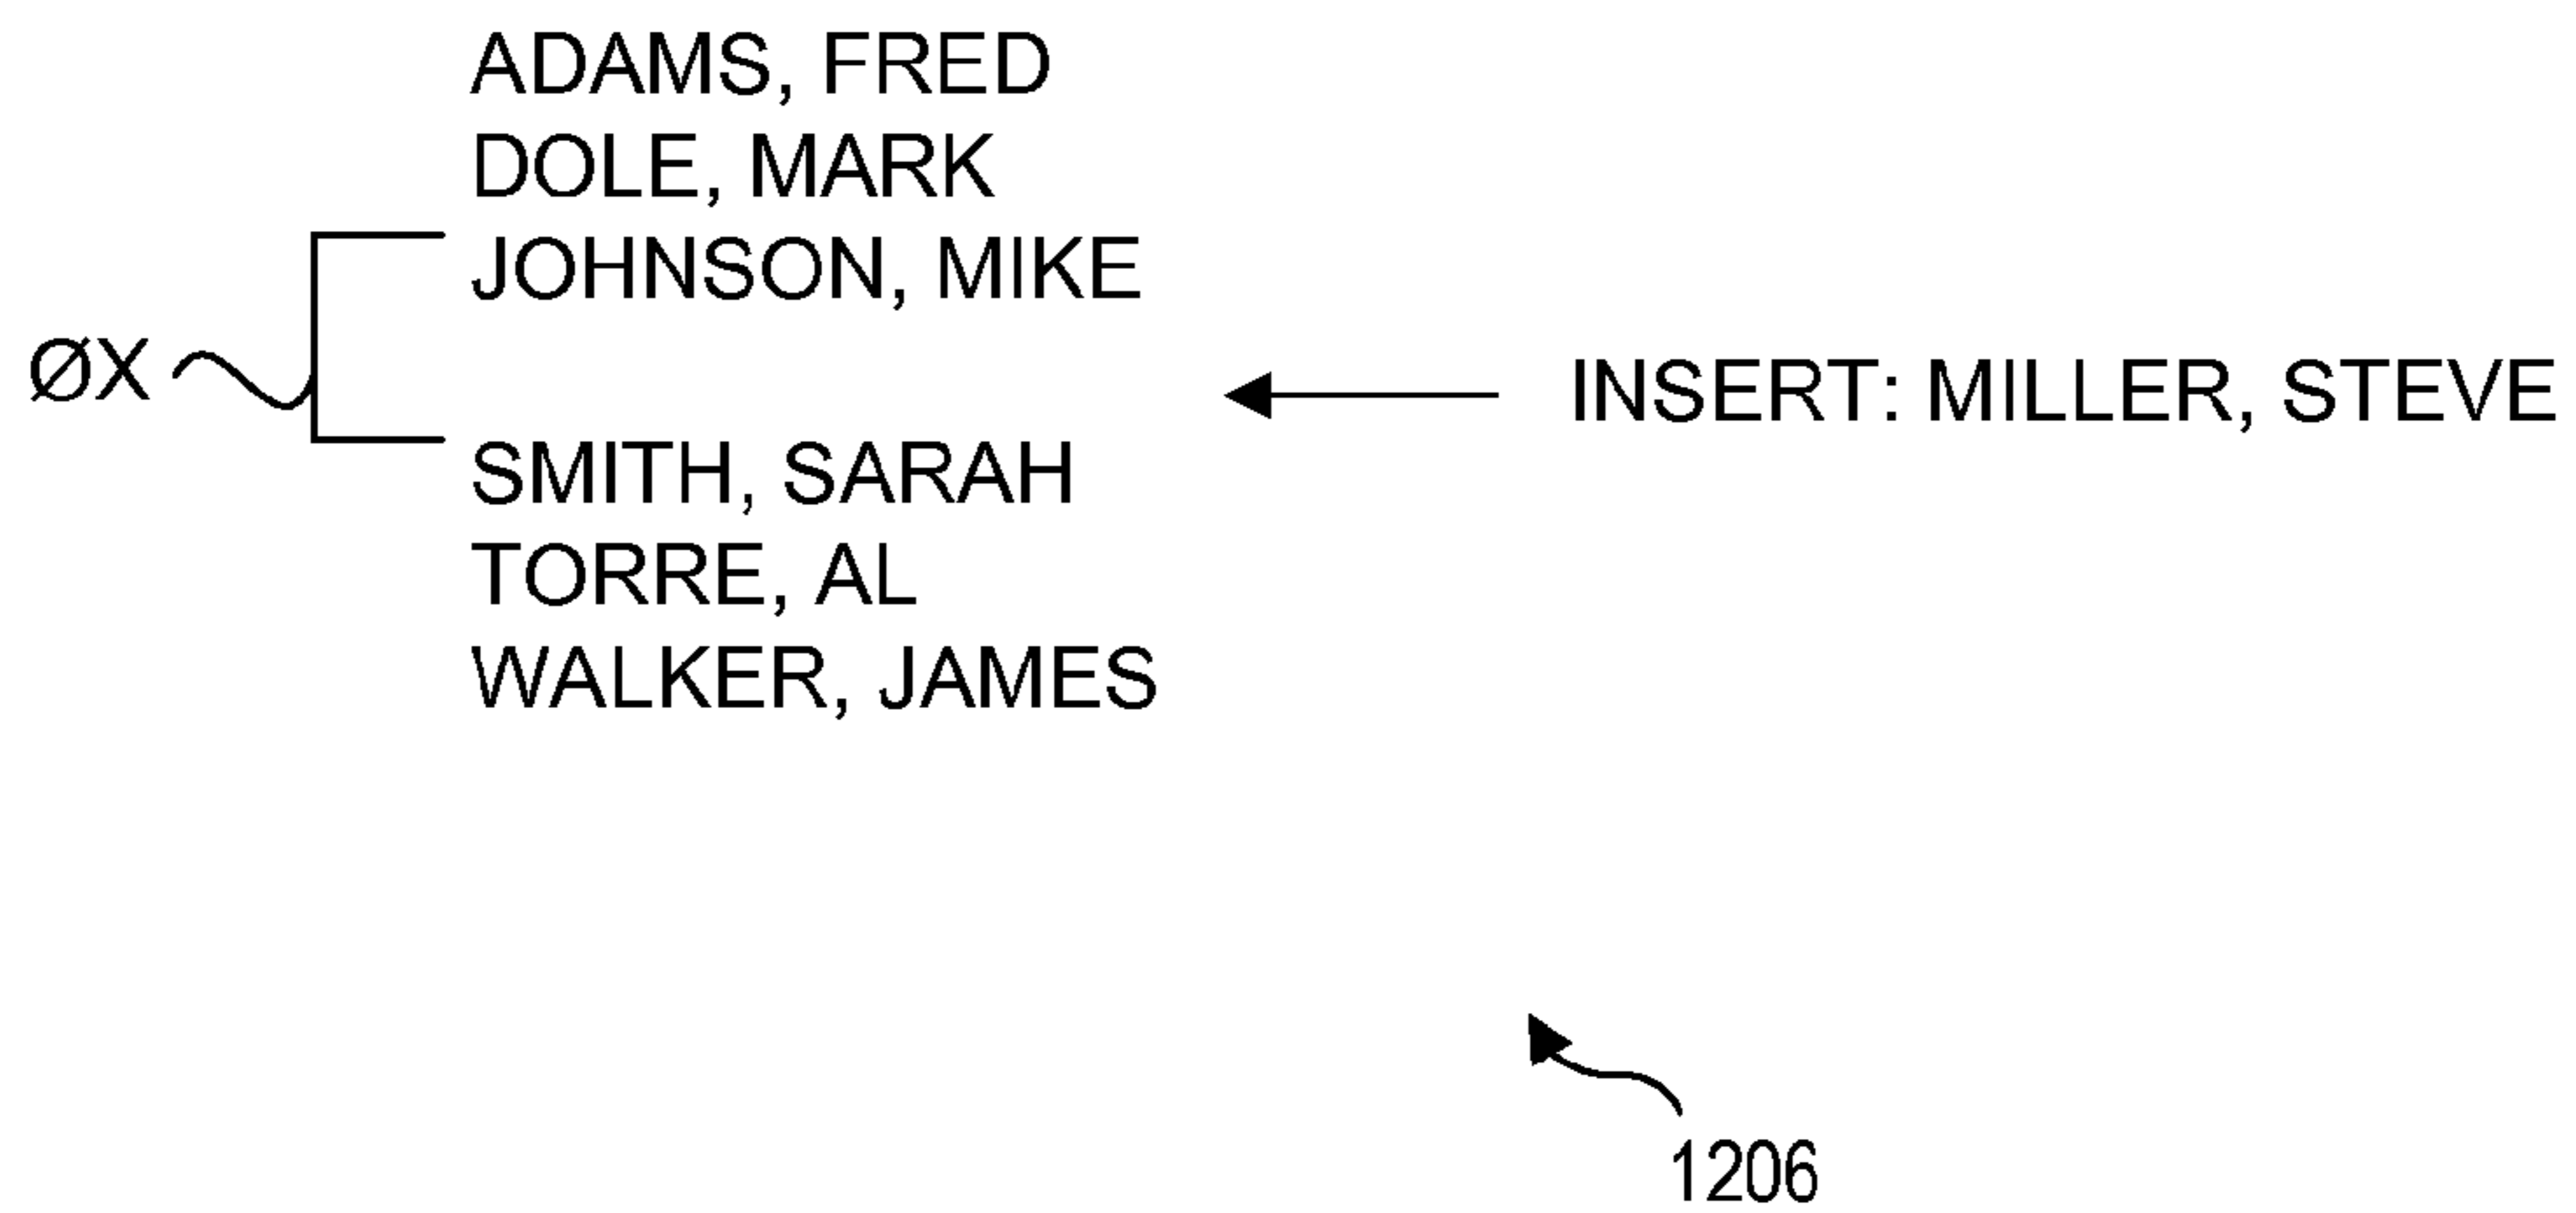 ADAMS, FRED
DOLE, MARK
JOHNSON, MIKE
ØX
INSERT: MILLER, STEVE
SMITH, SARAH
TORRE, AL
WALKER, JAMES
1206